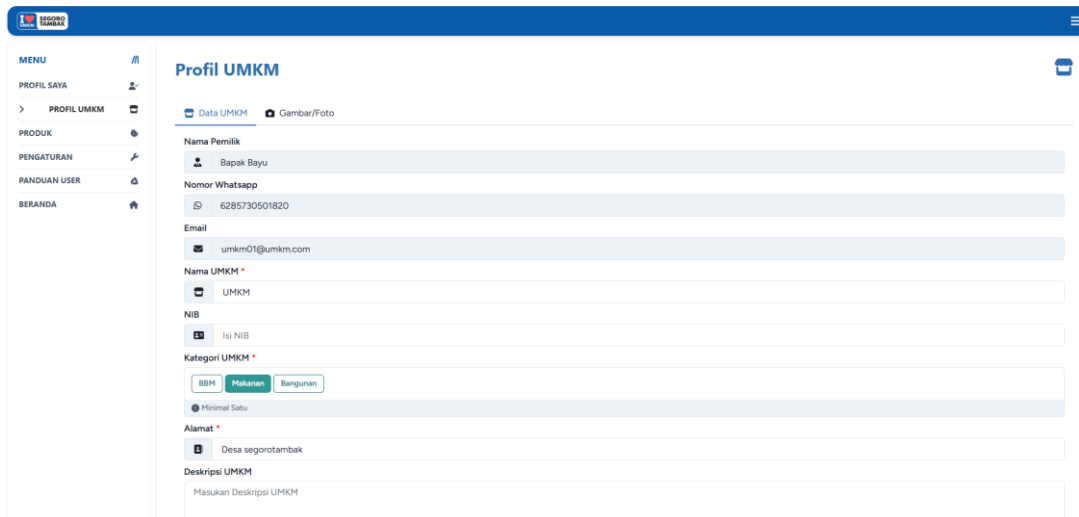 I UMKM SEGORO
TAMBAK
MENU
PROFIL SAYA
PROFIL UMKM
PRODUK
PENGATURAN
PANDUAN USER
BERANDA
Profil UMKM
Data UMKM Gambar/Foto
Nama Pemilik
Bapak Bayu
Nomor Whatsapp
6285730501820
Email
umkm01@umkm.com
Nama UMKM *
UMKM
NIB
Isi NIB
Kategori UMKM *
BBM Makanan Bangunan
Minimal Satu
Alamat *
Desa segorotambak
Deskripsi UMKM
Masukan Deskripsi UMKM